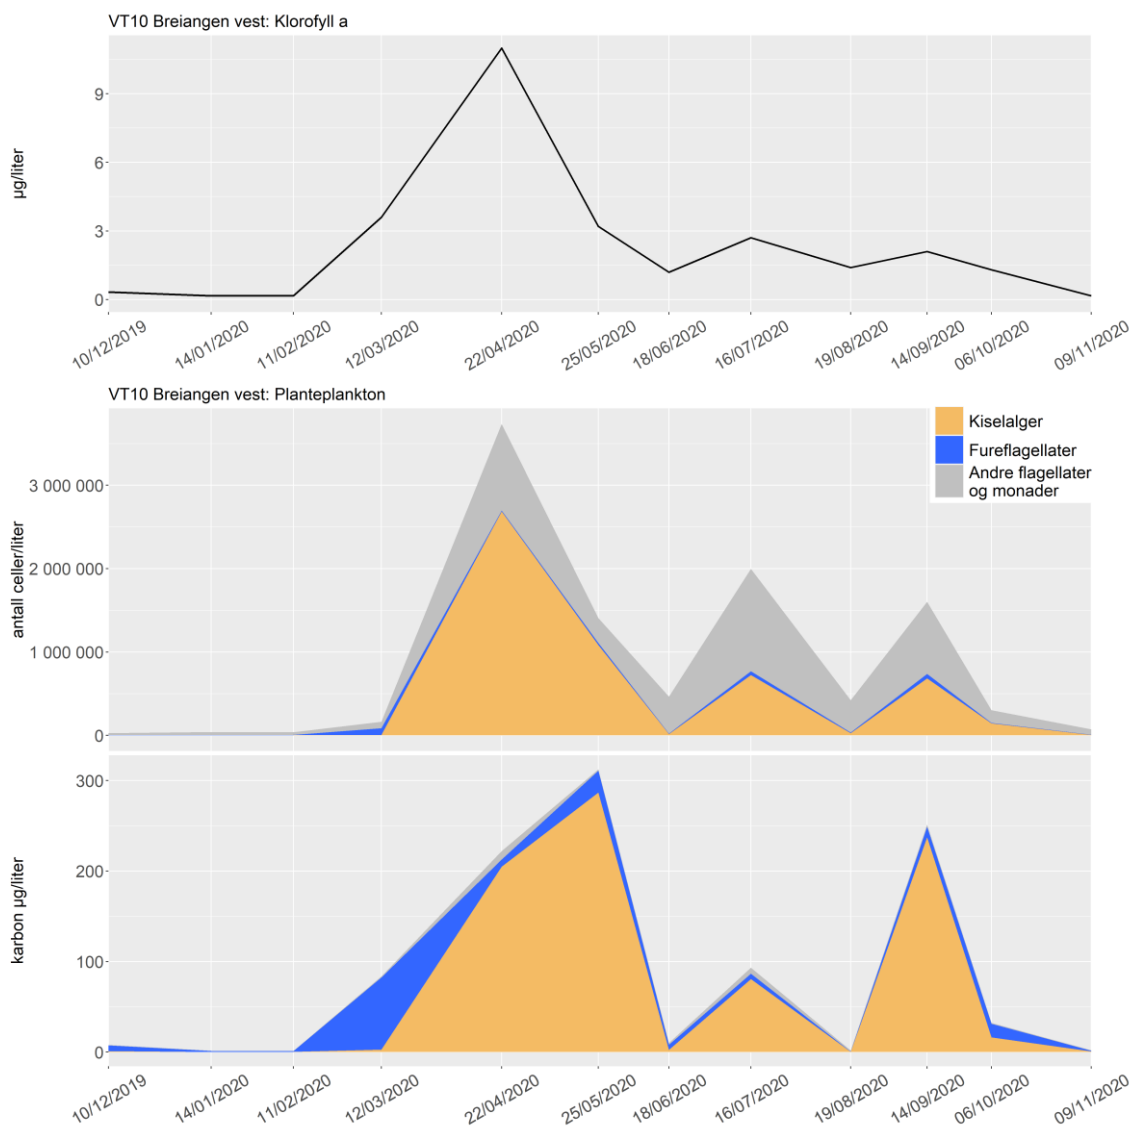 VT10 Breiangen vest: Klorofyll a
µg/liter
9
6
3
0
10/12/2019
14/01/2020
11/02/2020
12/03/2020
22/04/2020
25/05/2020
18/06/2020
16/07/2020
19/08/2020
14/09/2020
06/10/2020
09/11/2020
VT10 Breiangen vest: Planteplankton
Kiselalger
Fureflagellater
Andre flagellater
og monader
antall celler/liter
3 000 000
2 000 000
1 000 000
0
karbon µg/liter
300
200
100
0
10/12/2019
14/01/2020
11/02/2020
12/03/2020
22/04/2020
25/05/2020
18/06/2020
16/07/2020
19/08/2020
14/09/2020
06/10/2020
09/11/2020